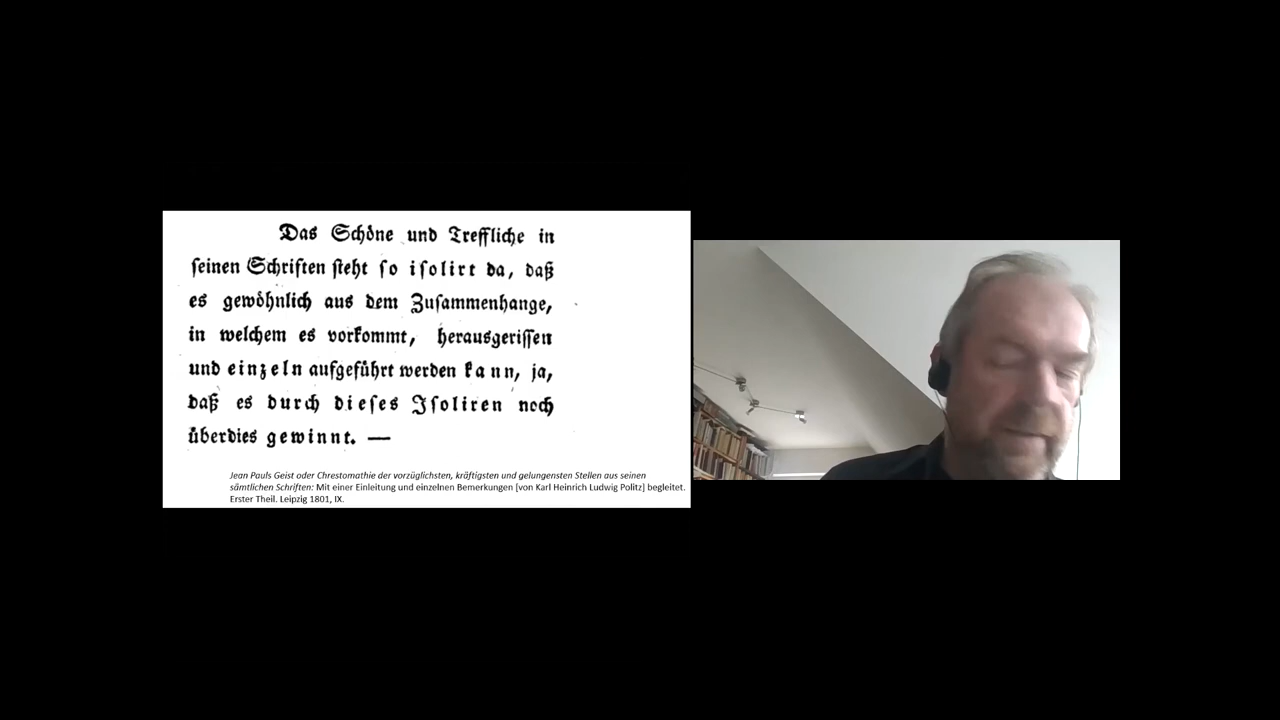 Das Schöne und Treffliche in
seinen Schriften steht so isolirt da, daß
es gewöhnlich aus dem Zusammenhange,
in welchem es vorkommt, herausgerissen
und einzeln aufgeführt werden kann, ja,
daß es durch dieses Isoliren noch
überdies gewinnt. —
Jean Pauls Geist oder Chrestomathie der vorzüglichsten, kräftigsten und gelungensten Stellen aus seinen
sämtlichen Schriften: Mit einer Einleitung und einzelnen Bemerkungen [von Karl Heinrich Ludwig Politz] begleitet.
Erster Theil. Leipzig 1801, IX.